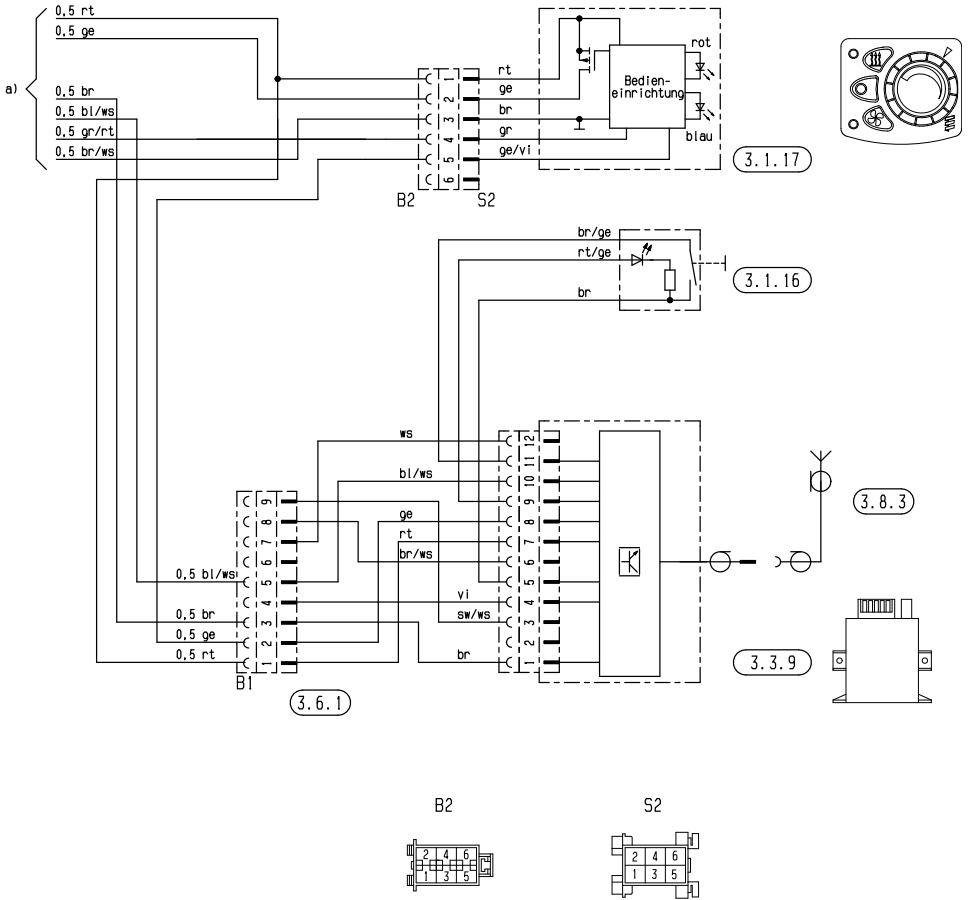 a)
0,5 rt
0,5 ge
0,5 br
0,5 bl/ws
0,5 gr/rt
0,5 br/ws
1
2
3
4
5
6
B2
S2
rt
ge
br
gr
ge/vi
Bedien-
einrichtung
rot
blau
3.1.17
br/ge
rt/ge
br
3.1.16
ws
bl/ws
ge
rt
br/ws
vi
sw/ws
br
12
11
10
9
8
7
6
5
4
3
2
1
3.8.3
3.3.9
9
8
7
6
5
4
3
2
1
0,5 bl/ws
0,5 br
0,5 ge
0,5 rt
B1
3.6.1
B2
S2
2 4 6
1 3 5
2 4 6
1 3 5